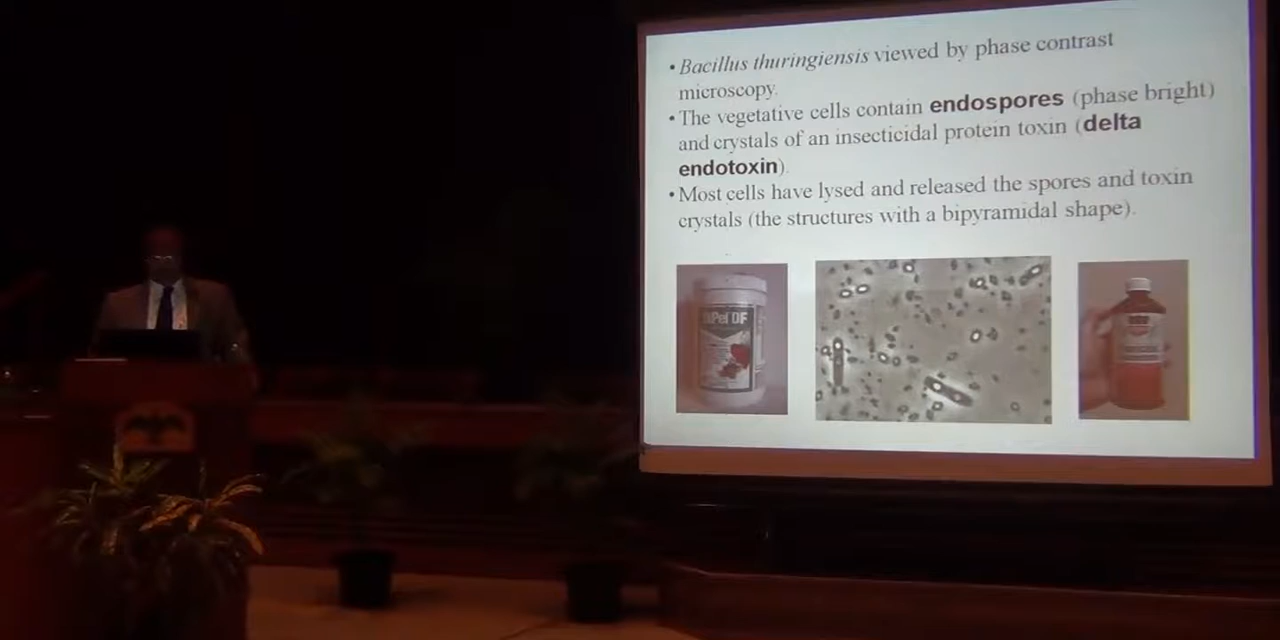 • Bacillus thuringiensis viewed by phase contrast
microscopy.
• The vegetative cells contain endospores (phase bright)
and crystals of an insecticidal protein toxin (delta
endotoxin).
• Most cells have lysed and released the spores and toxin
crystals (the structures with a bipyramidal shape).
DiPel DF